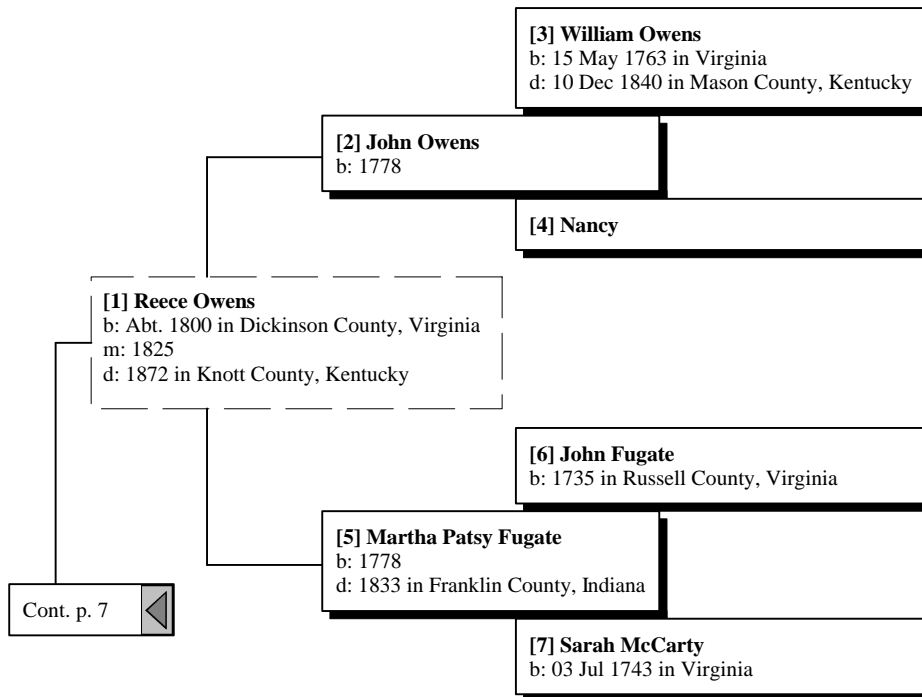 [3] William Owens
b: 15 May 1763 in Virginia
d: 10 Dec 1840 in Mason County, Kentucky
[2] John Owens
b: 1778
[4] Nancy
[1] Reece Owens
b: Abt. 1800 in Dickinson County, Virginia
m: 1825
d: 1872 in Knott County, Kentucky
[6] John Fugate
b: 1735 in Russell County, Virginia
[5] Martha Patsy Fugate
b: 1778
d: 1833 in Franklin County, Indiana
Cont. p. 7
[7] Sarah McCarty
b: 03 Jul 1743 in Virginia